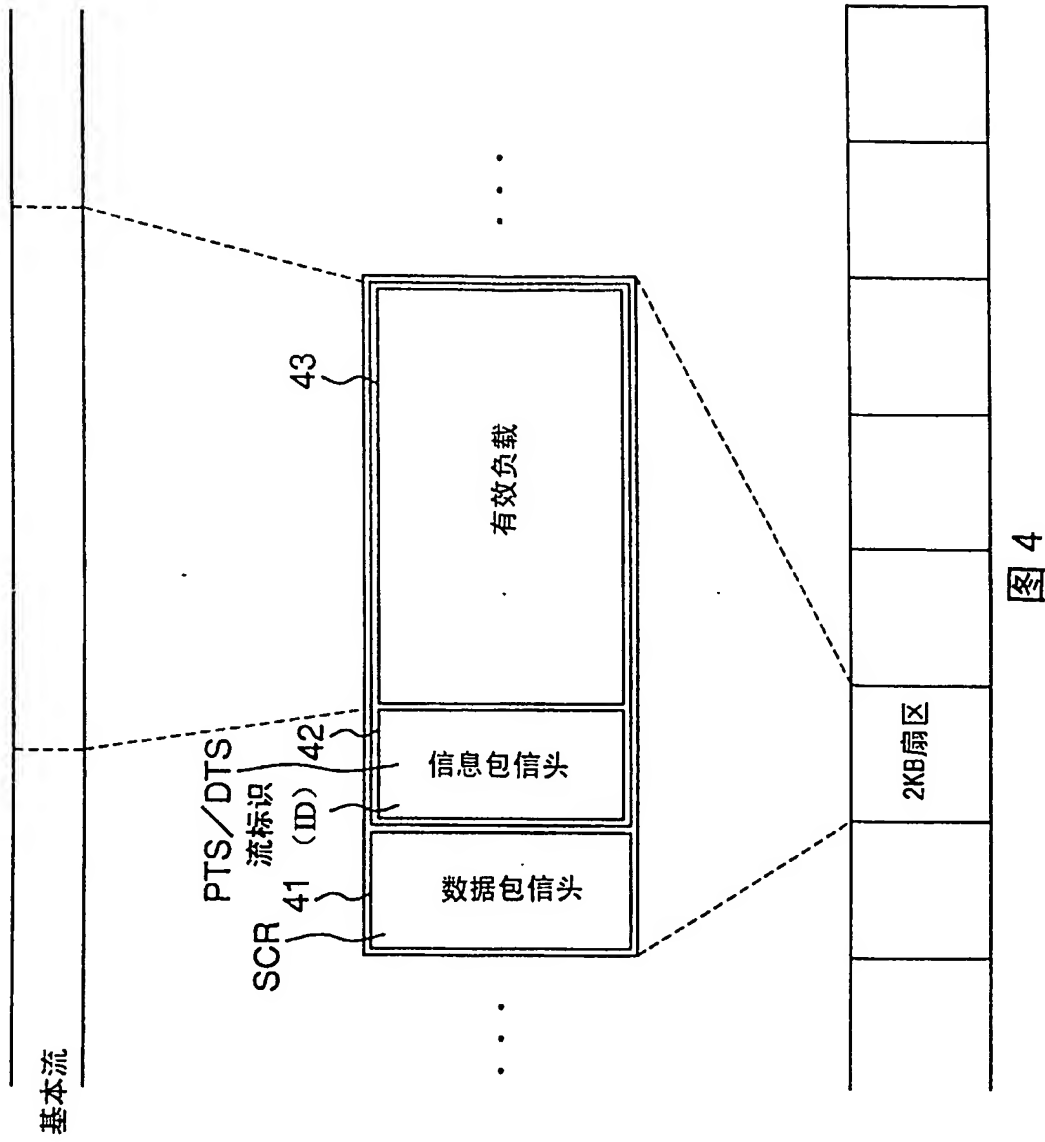 基本流
PTS/DTS
流标识
(ID)
SCR
41
42
43
数据包信头
信息包信头
有效负载
2KB扇区
图 4